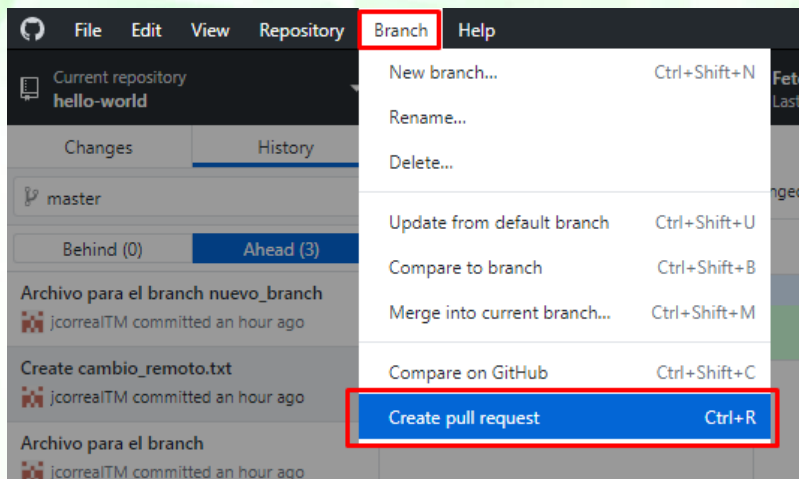 File Edit View Repository Branch Help
Current repository
hello-world
Changes History
master
Behind (0) Ahead (3)
Archivo para el branch nuevo_branch
jcorrealTM committed an hour ago
Create cambio_remoto.txt
jcorrealTM committed an hour ago
Archivo para el branch
jcorrealTM committed an hour ago
New branch... Ctrl+Shift+N
Rename...
Delete...
Update from default branch Ctrl+Shift+U
Compare to branch Ctrl+Shift+B
Merge into current branch... Ctrl+Shift+M
Compare on GitHub Ctrl+Shift+C
Create pull request Ctrl+R